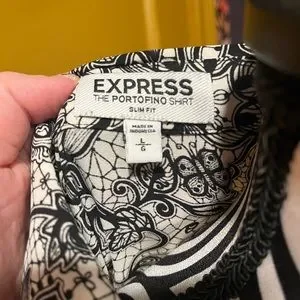 EXPRESS
THE PORTOFINO SHIRT
SLIM FIT
MADE IN
INDONESIA
L
G